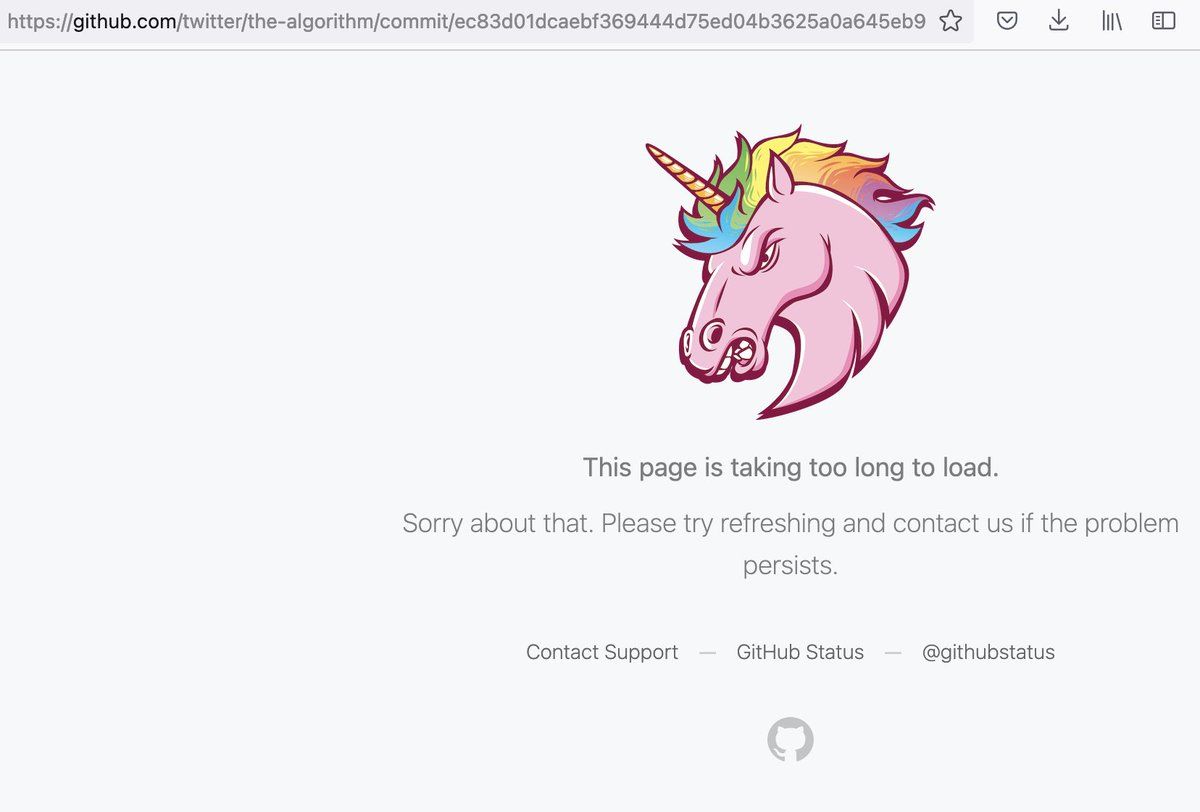 https://github.com/twitter/the-algorithm/commit/ec83d01dcaebf369444d75ed04b3625a0a645eb9
This page is taking too long to load.
Sorry about that. Please try refreshing and contact us if the problem
persists.
Contact Support — GitHub Status — @githubstatus